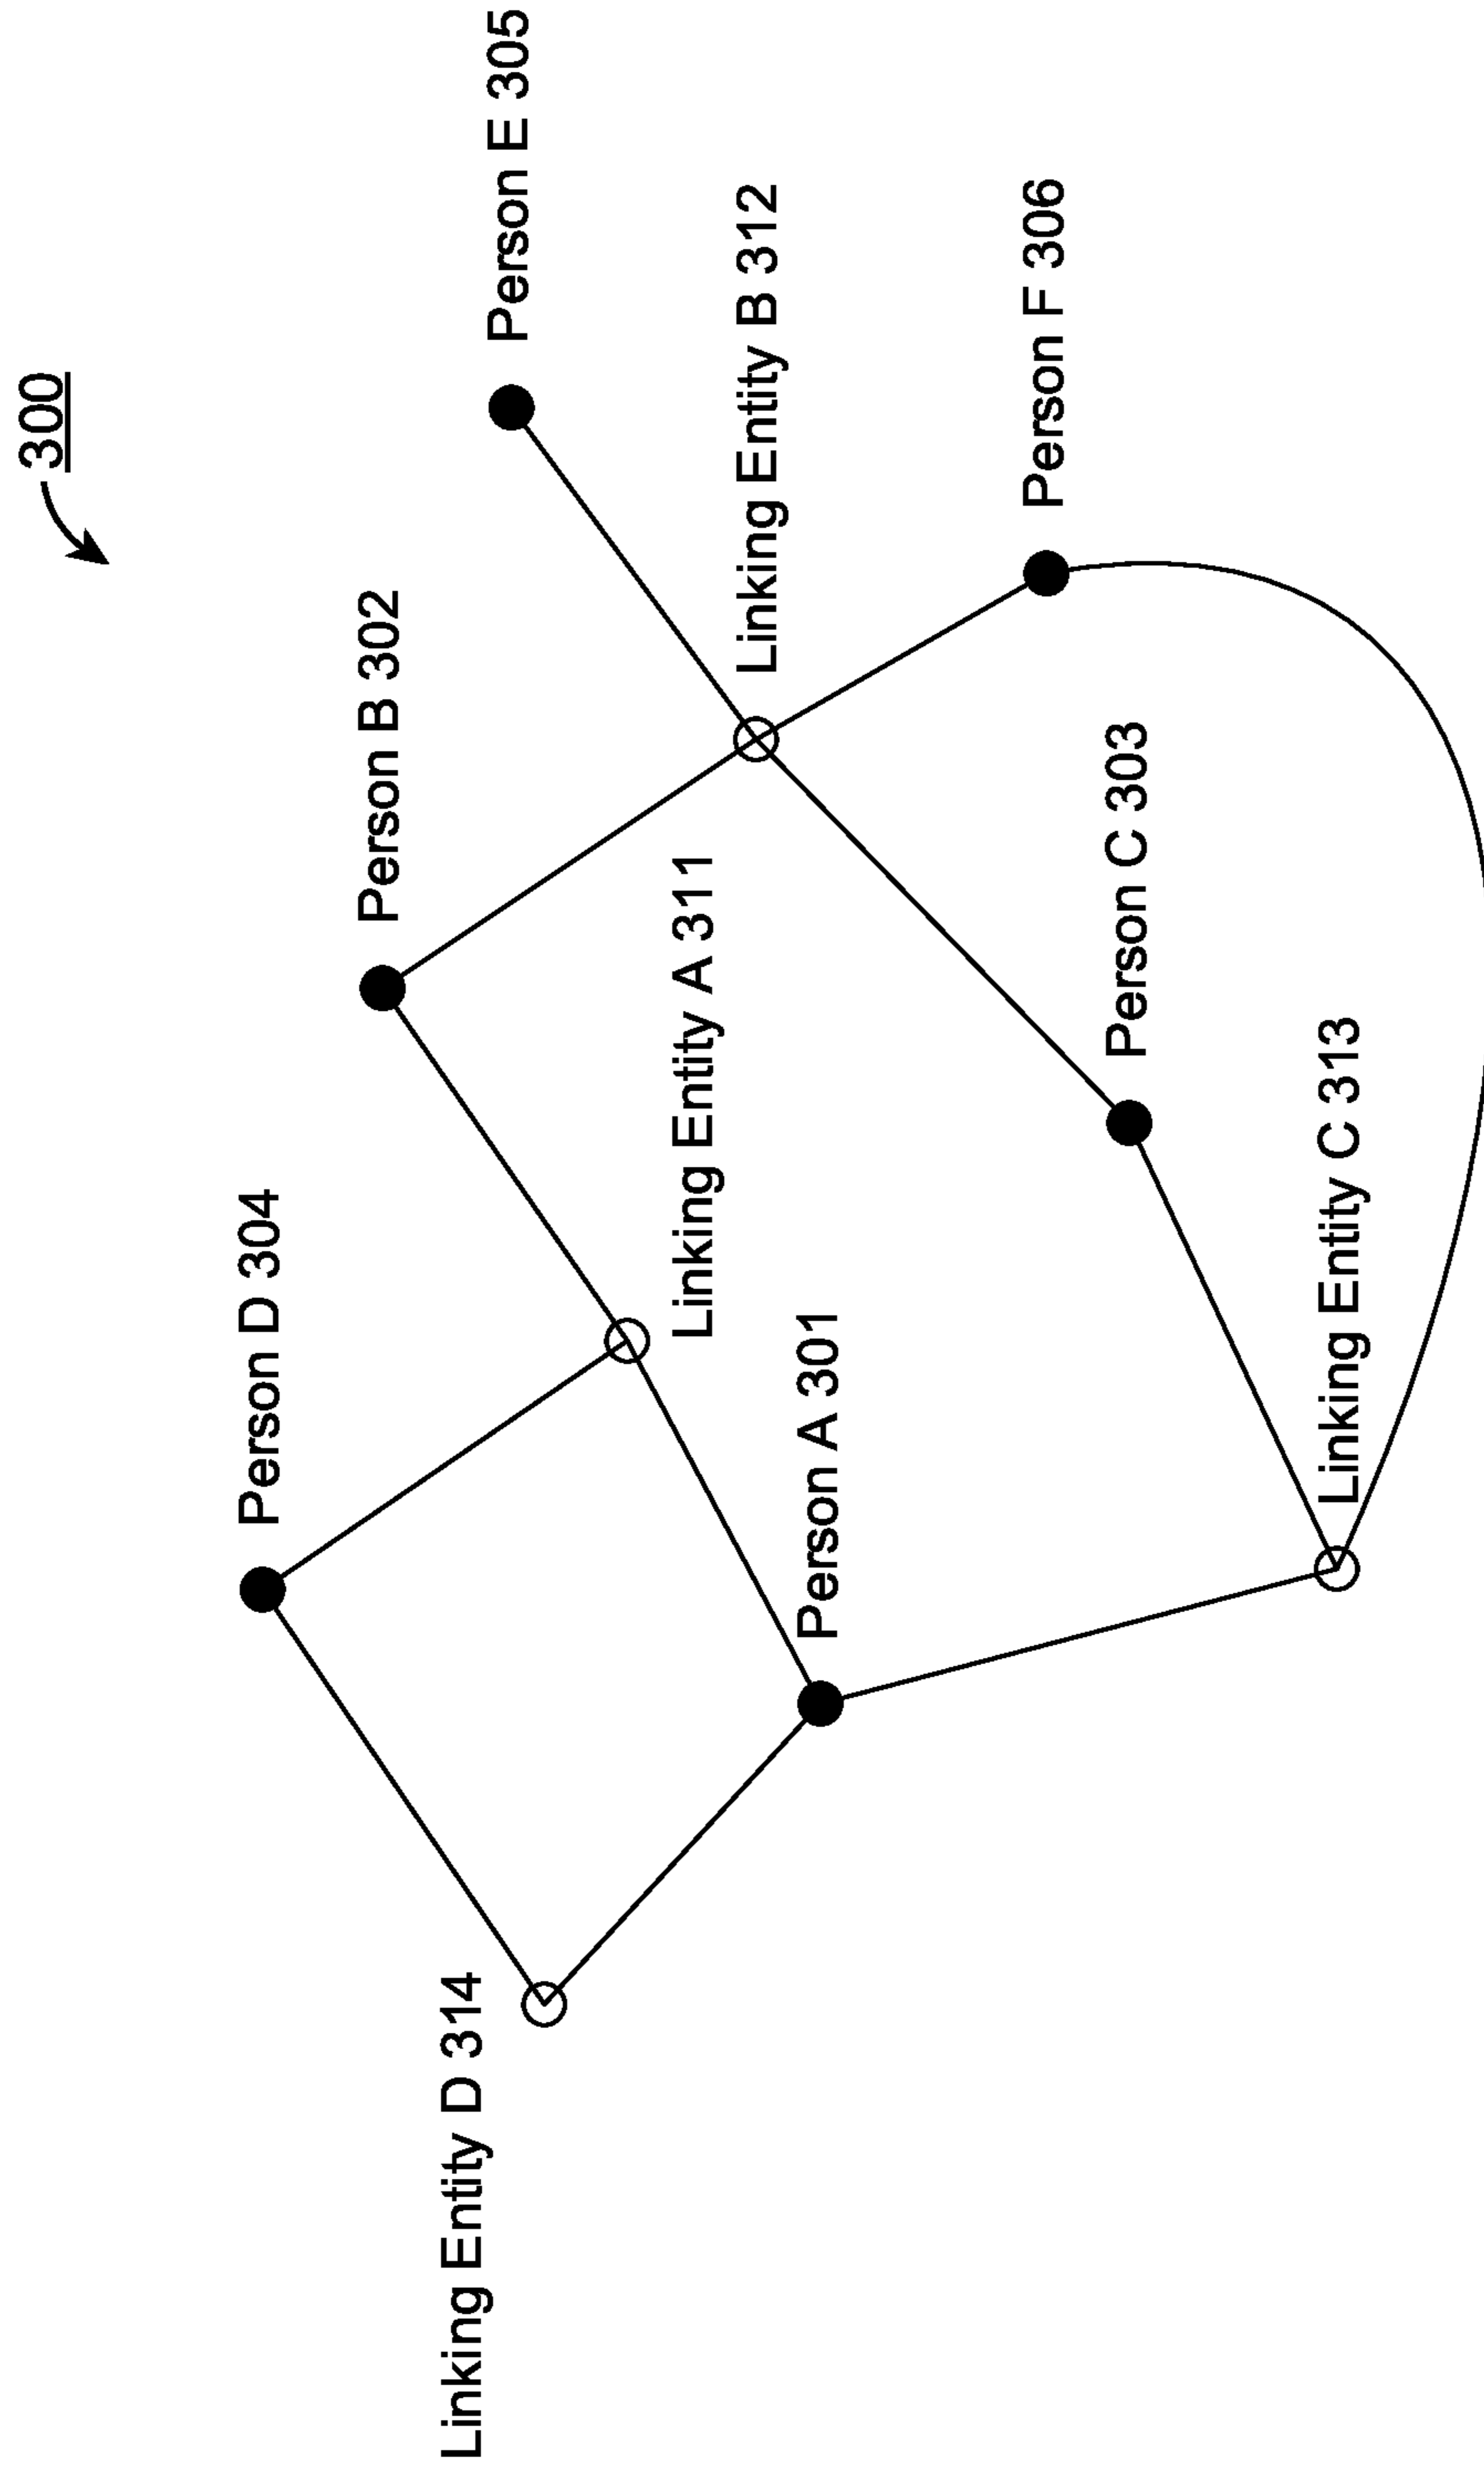 300
Person E 305
Person B 302
Linking Entity B 312
Person D 304
Person F 306
Linking Entity A 311
Person C 303
Person A 301
Linking Entity D 314
Linking Entity C 313